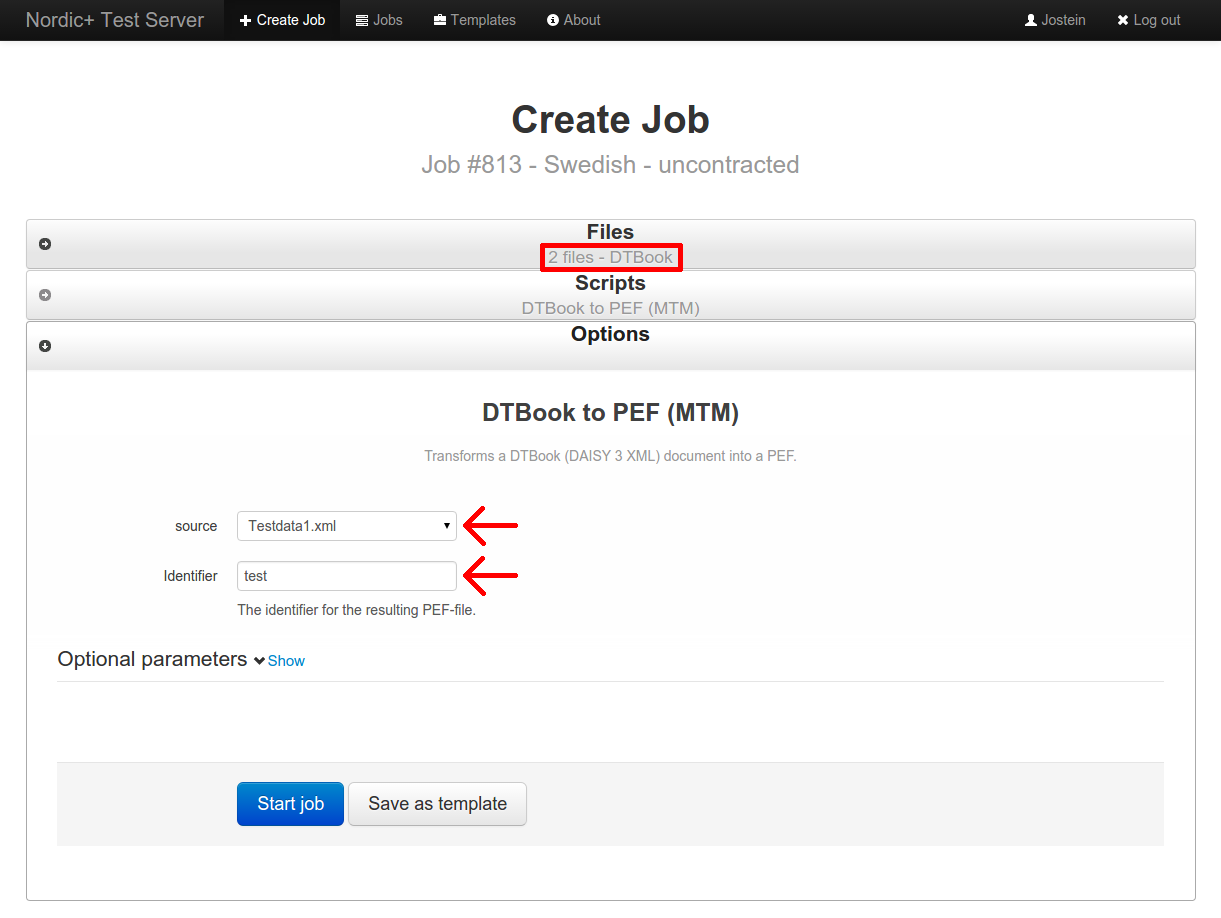 Nordic+ Test Server Create Job Jobs Templates About Jostein Log out
Create Job
Job #813 - Swedish - uncontracted
Files
2 files - DTBook
Scripts
DTBook to PEF (MTM)
Options
DTBook to PEF (MTM)
Transforms a DTBook (DAISY 3 XML) document into a PEF.
source Testdata1.xml
Identifier test
The identifier for the resulting PEF-file.
Optional parameters Show
Start job Save as template